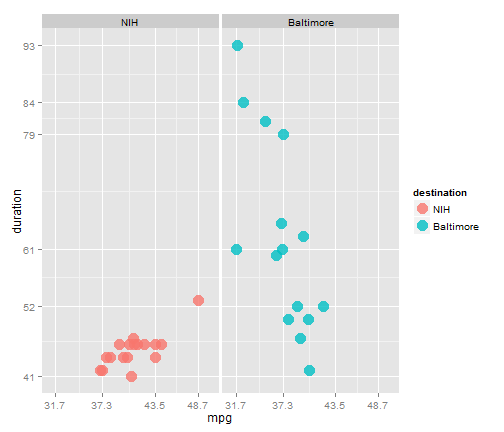 NIH Baltimore
93
84
79
61
52
41
duration
destination
NIH
Baltimore
31.7 37.3 43.5 48.7 31.7 37.3 43.5 48.7
mpg